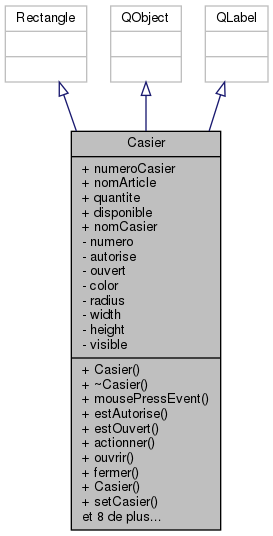 Rectangle
QObject
QLabel
Casier
+ numeroCasier
+ nomArticle
+ quantite
+ disponible
+ nomCasier
- numero
- autorise
- ouvert
- color
- radius
- width
- height
- visible
+ Casier()
+ ~Casier()
+ mousePressEvent()
+ estAutorise()
+ estOuvert()
+ actionner()
+ ouvrir()
+ fermer()
+ Casier()
+ setCasier()
et 8 de plus...